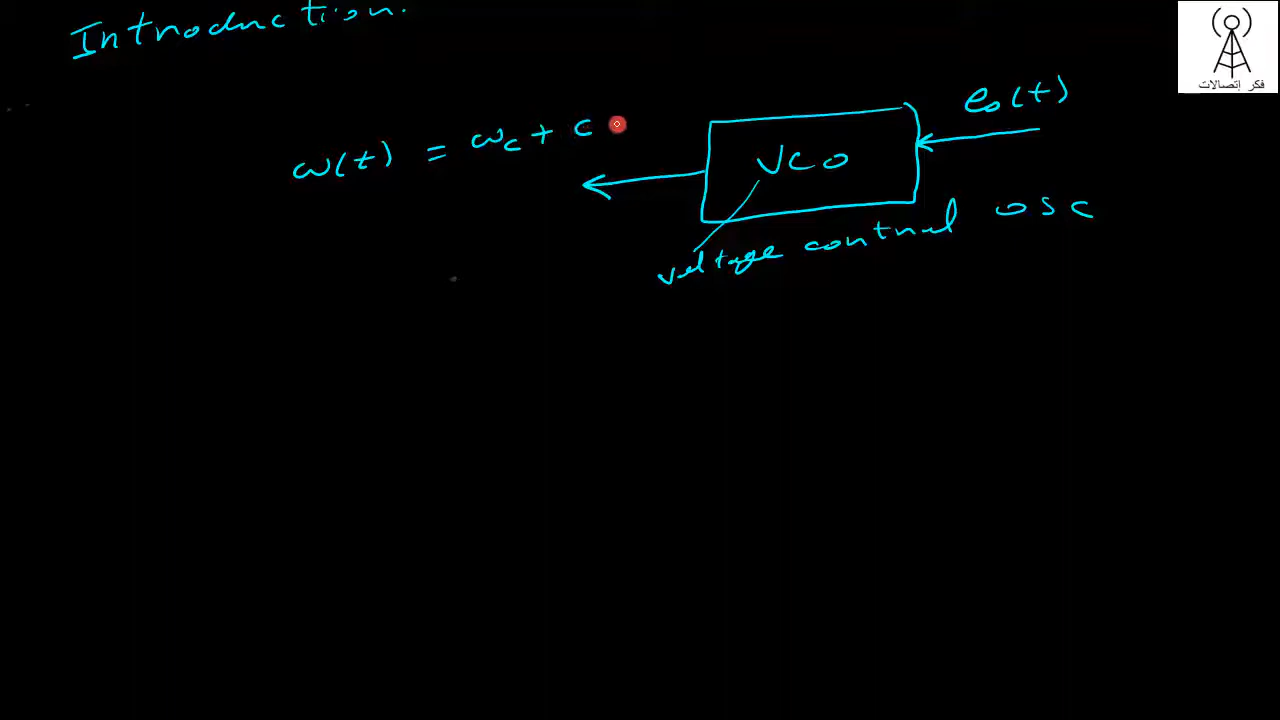 Introduction.
فكر إتصالات
e₀(t)
ω(t) = ωc + c
VCO
voltage control osc